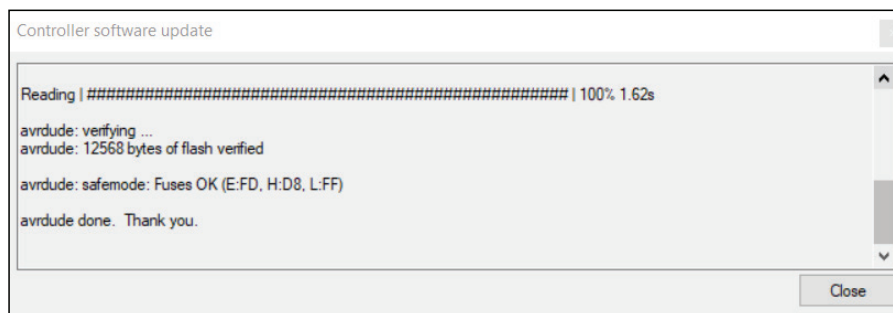 Controller software update
Reading | ################################################## | 100% 1.62s
avrdude: verifying ...
avrdude: 12568 bytes of flash verified
avrdude: safemode: Fuses OK (E:FD, H:D8, L:FF)
avrdude done.  Thank you.
Close